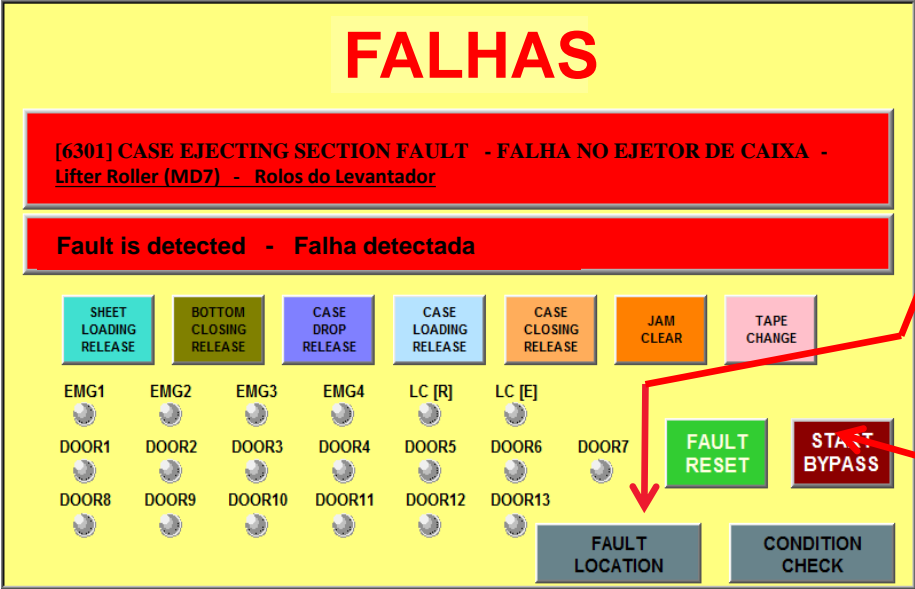 FALHAS
[6301] CASE EJECTING SECTION FAULT - FALHA NO EJETOR DE CAIXA -
Lifter Roller (MD7) - Rolos do Levantador
Fault is detected - Falha detectada
SHEET
LOADING
RELEASE
BOTTOM
CLOSING
RELEASE
CASE
DROP
RELEASE
CASE
LOADING
RELEASE
CASE
CLOSING
RELEASE
JAM
CLEAR
TAPE
CHANGE
EMG1 EMG2 EMG3 EMG4 LC [R] LC [E]
DOOR1 DOOR2 DOOR3 DOOR4 DOOR5 DOOR6 DOOR7
DOOR8 DOOR9 DOOR10 DOOR11 DOOR12 DOOR13
FAULT
RESET
START
BYPASS
FAULT
LOCATION
CONDITION
CHECK